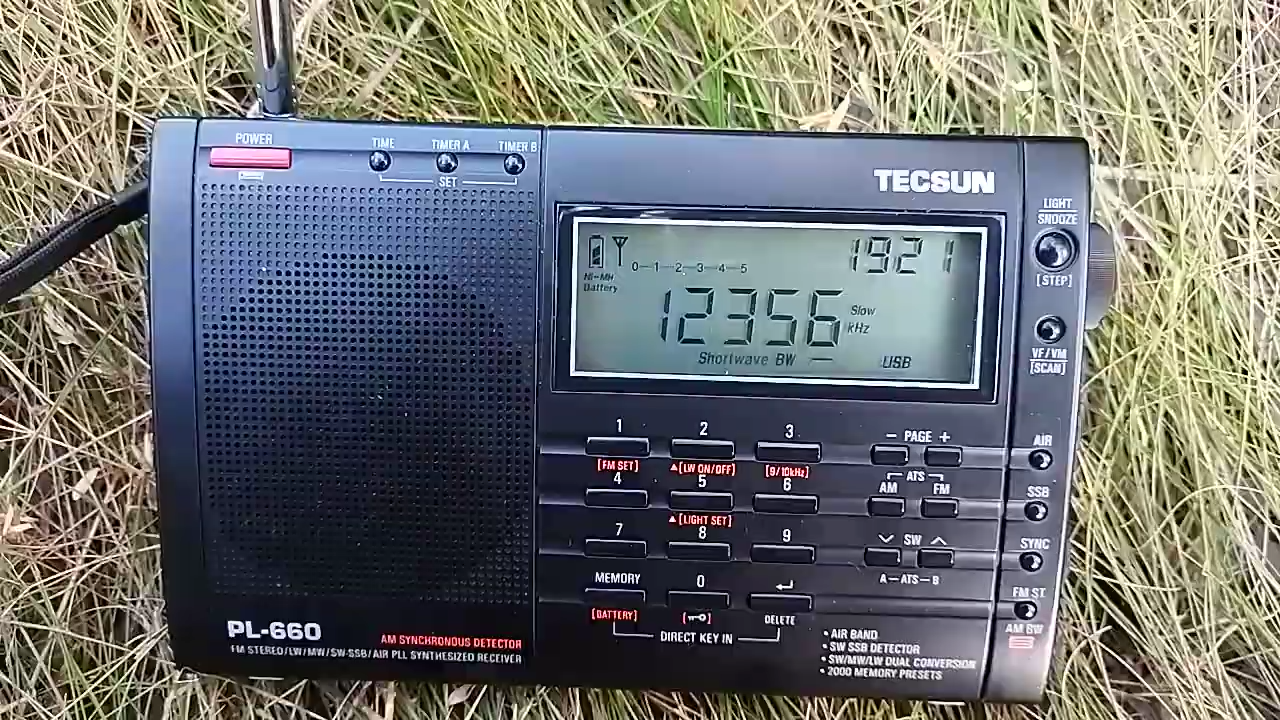 POWER
TIME TIMER A TIMER B
SET
TECSUN
LIGHT
SNOOZE
[STEP]
1921
0—1—2—3—4—5
Ni-MH
Battery
12356 Slow
kHz
Shortwave BW — USB
VF/VM
[SCAN]
1 2 3
— PAGE +
AIR
[FM SET] ▲[LW ON/OFF] [9/10kHz]
ATS
4 5 6 AM FM
SSB
▲[LIGHT SET]
7 8 9 SW
SYNC
A—ATS—B
MEMORY 0
FM ST.
[BATTERY] DELETE
DIRECT KEY IN
AM BW
PL-660
AM SYNCHRONOUS DETECTOR
FM STEREO/LW/MW/SW-SSB/AIR PLL SYNTHESIZED RECEIVER
• AIR BAND
• SW SSB DETECTOR
• SW/MW/LW DUAL CONVERSION
• 2000 MEMORY PRESETS